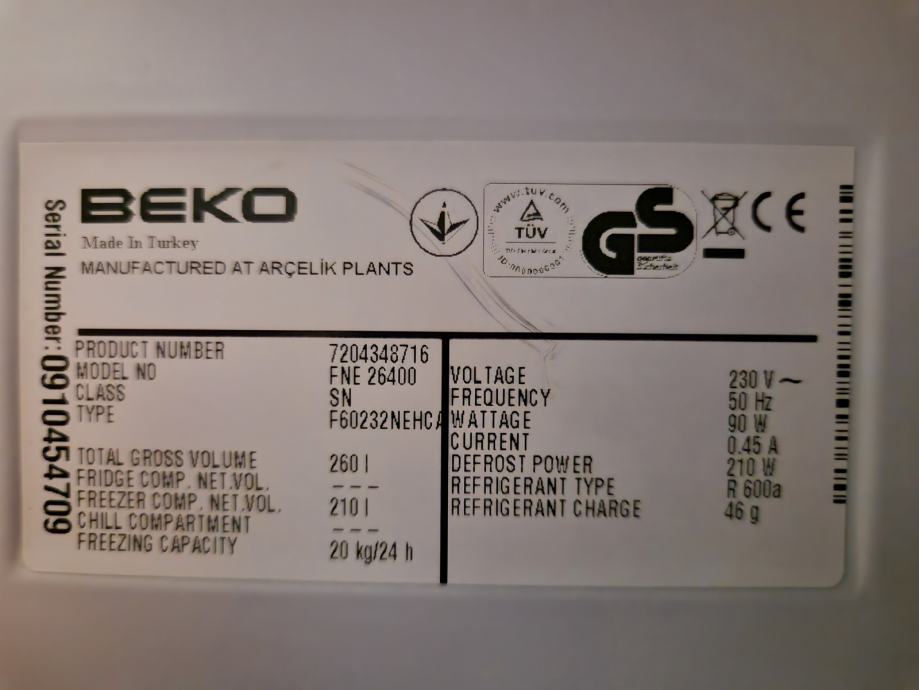 BEKO
Made In Turkey
MANUFACTURED AT ARÇELİK PLANTS
www.tuv.com
TÜV
GS
geprüfte
Sicherheit
CE
Serial Number: 0910454709
PRODUCT NUMBER 7204348716
MODEL NO FNE 26400
CLASS SN
TYPE F60232NEHCA
TOTAL GROSS VOLUME 260 l
FRIDGE COMP. NET.VOL. ---
FREEZER COMP. NET.VOL. 210 l
CHILL COMPARTMENT ---
FREEZING CAPACITY 20 kg/24 h
VOLTAGE 230 V ~
FREQUENCY 50 Hz
WATTAGE 90 W
CURRENT 0.45 A
DEFROST POWER 210 W
REFRIGERANT TYPE R 600a
REFRIGERANT CHARGE 46 g